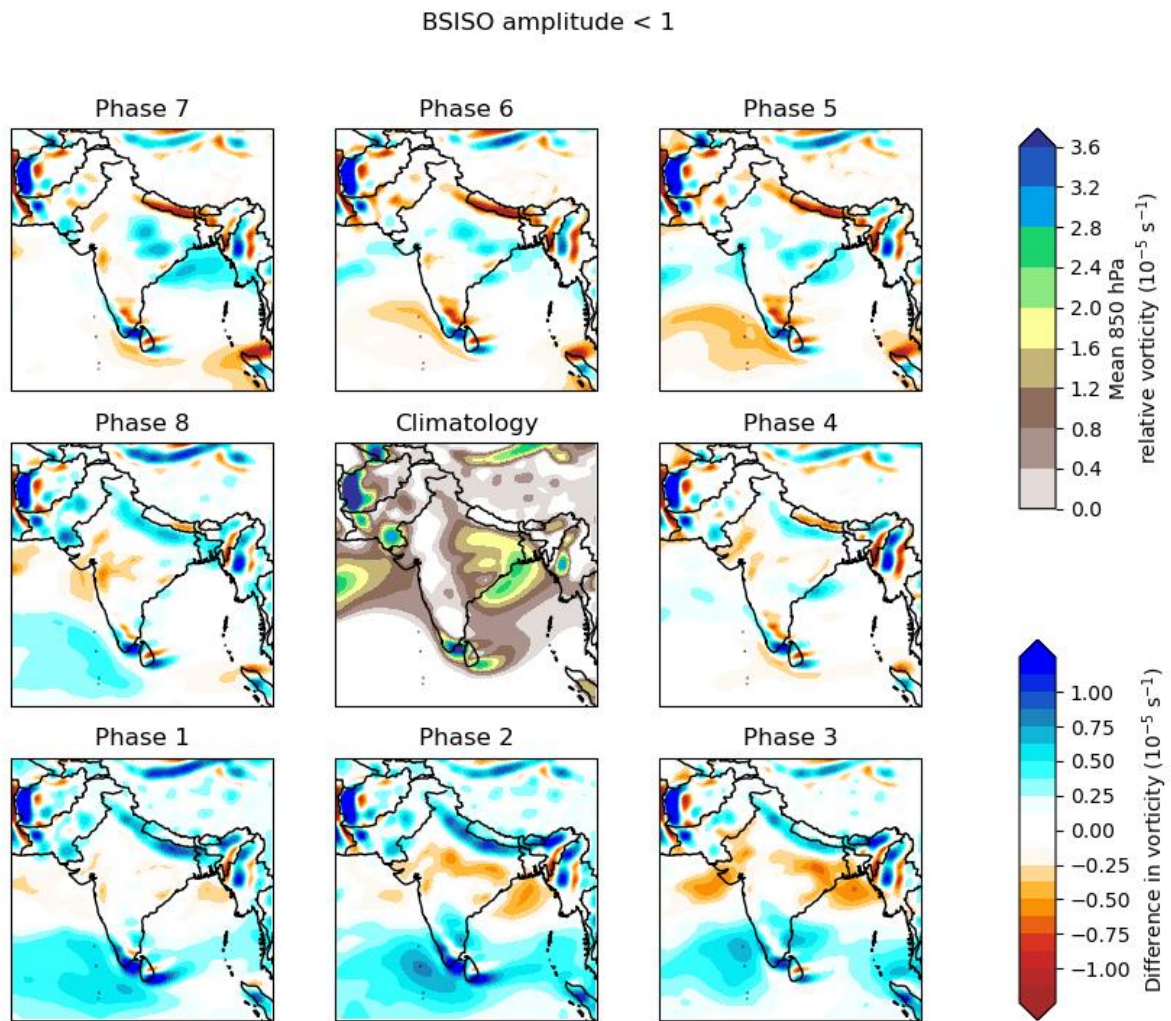 BSISO amplitude < 1
Phase 7
Phase 6
Phase 5
Phase 8
Climatology
Phase 4
Phase 1
Phase 2
Phase 3
3.6
3.2
2.8
2.4
2.0
1.6
1.2
0.8
0.4
0.0
Mean 850 hPa
relative vorticity (10⁻⁵ s⁻¹)
1.00
0.75
0.50
0.25
0.00
−0.25
−0.50
−0.75
−1.00
Difference in vorticity (10⁻⁵ s⁻¹)